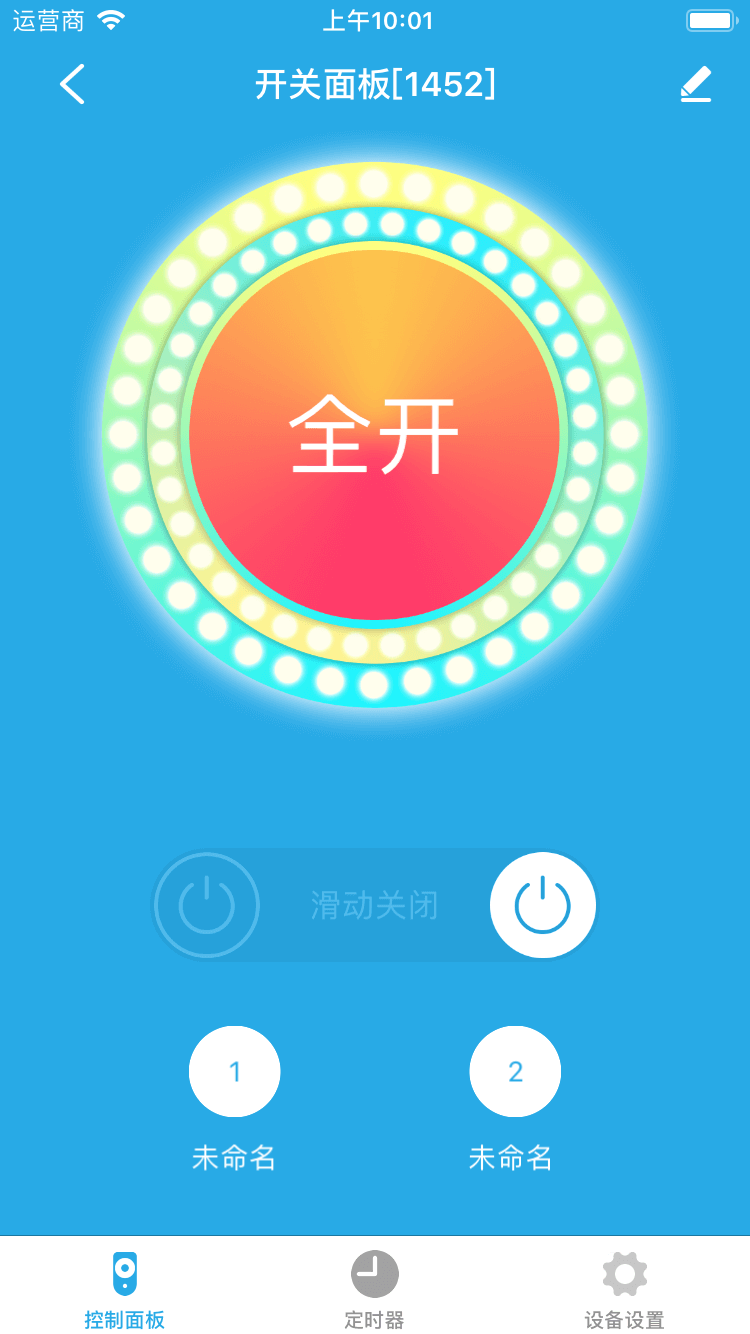 运营商 上午10:01
开关面板[1452]
全开
滑动关闭
1 2
未命名 未命名
控制面板 定时器 设备设置